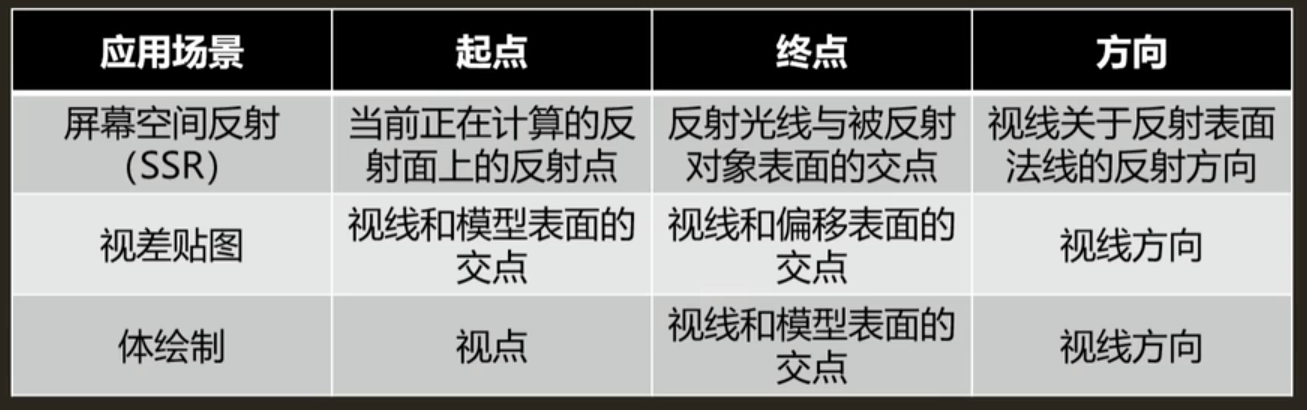 应用场景
起点
终点
方向
屏幕空间反射
（SSR）
当前正在计算的反
射面上的反射点
反射光线与被反射
对象表面的交点
视线关于反射表面
法线的反射方向
视差贴图
视线和模型表面的
交点
视线和偏移表面的
交点
视线方向
体绘制
视点
视线和模型表面的
交点
视线方向